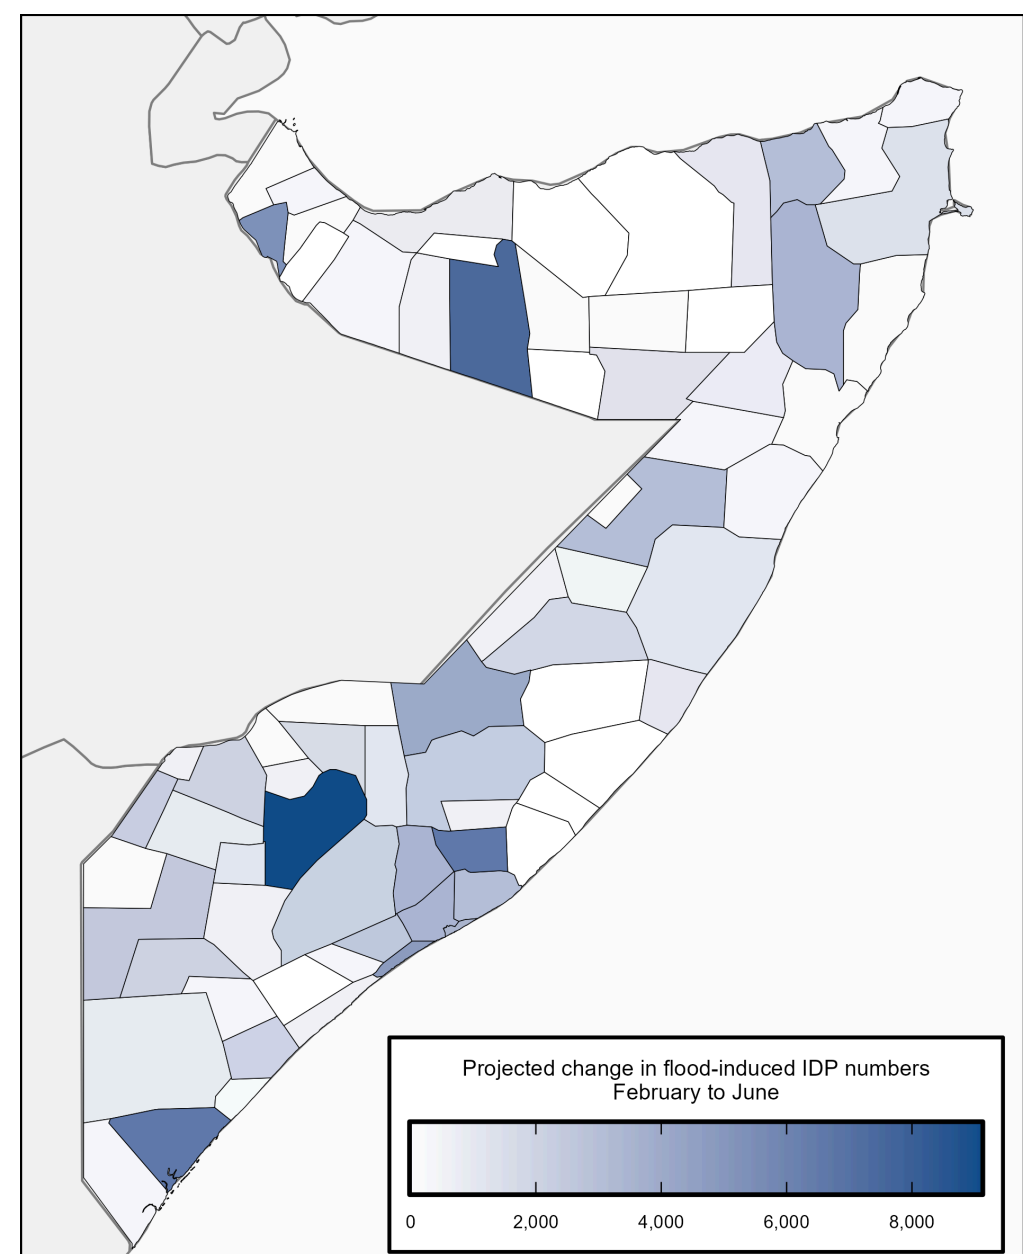 Projected change in flood-induced IDP numbers
February to June
0 2,000 4,000 6,000 8,000